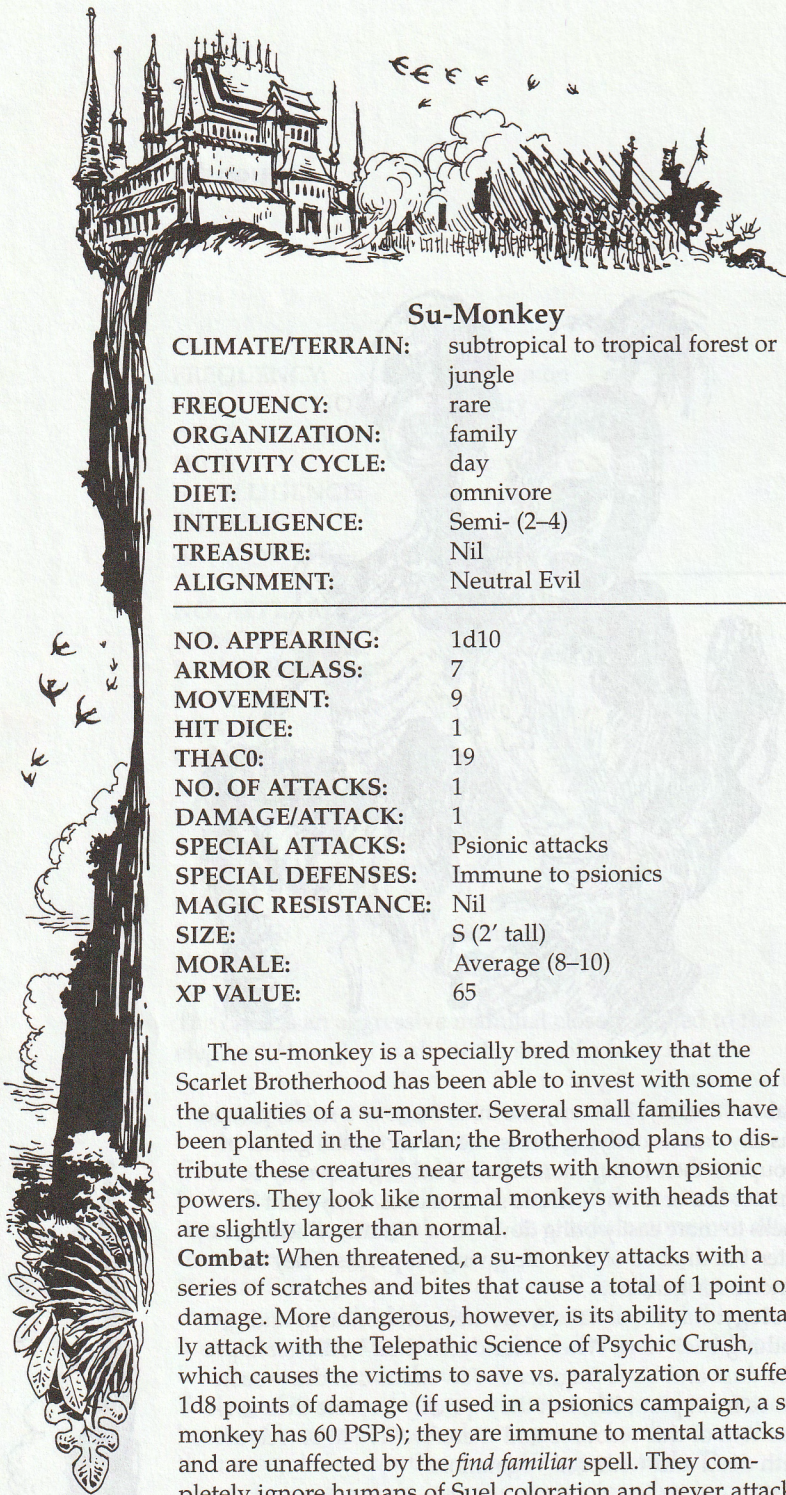 Su-Monkey
CLIMATE/TERRAIN: subtropical to tropical forest or
jungle
FREQUENCY: rare
ORGANIZATION: family
ACTIVITY CYCLE: day
DIET: omnivore
INTELLIGENCE: Semi- (2–4)
TREASURE: Nil
ALIGNMENT: Neutral Evil
NO. APPEARING: 1d10
ARMOR CLASS: 7
MOVEMENT: 9
HIT DICE: 1
THAC0: 19
NO. OF ATTACKS: 1
DAMAGE/ATTACK: 1
SPECIAL ATTACKS: Psionic attacks
SPECIAL DEFENSES: Immune to psionics
MAGIC RESISTANCE: Nil
SIZE: S (2′ tall)
MORALE: Average (8–10)
XP VALUE: 65
The su-monkey is a specially bred monkey that the
Scarlet Brotherhood has been able to invest with some of
the qualities of a su-monster. Several small families have
been planted in the Tarlan; the Brotherhood plans to dis-
tribute these creatures near targets with known psionic
powers. They look like normal monkeys with heads that
are slightly larger than normal.
Combat: When threatened, a su-monkey attacks with a
series of scratches and bites that cause a total of 1 point o
damage. More dangerous, however, is its ability to menta
ly attack with the Telepathic Science of Psychic Crush,
which causes the victims to save vs. paralyzation or suffe
1d8 points of damage (if used in a psionics campaign, a s
monkey has 60 PSPs); they are immune to mental attacks
and are unaffected by the find familiar spell. They com-
pletely ignore humans of Suel coloration and never attack